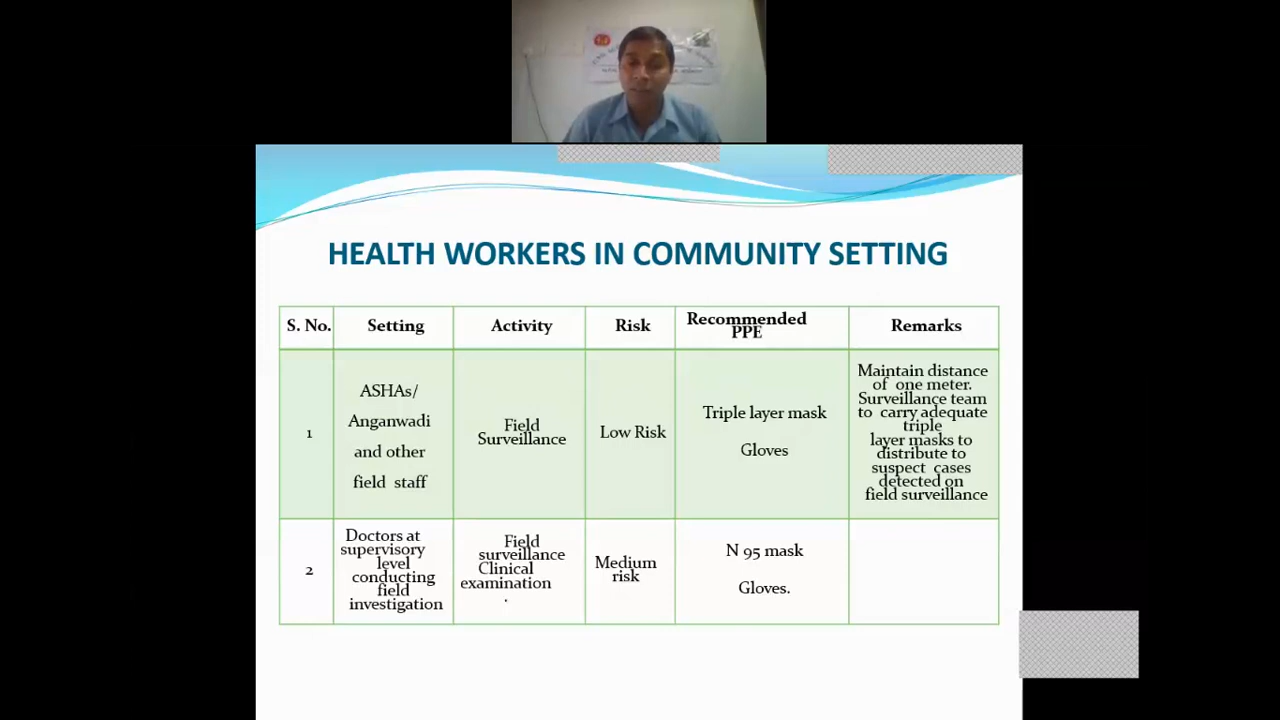 HEALTH WORKERS IN COMMUNITY SETTING
S. No. Setting Activity Risk Recommended PPE Remarks
1
ASHAs/
Anganwadi
and other
field staff
Field
Surveillance
Low Risk
Triple layer mask
Gloves
Maintain distance
of one meter.
Surveillance team
to carry adequate
triple
layer masks to
distribute to
suspect cases
detected on
field surveillance
2
Doctors at
supervisory
level
conducting
field
investigation
Field
surveillance
Clinical
examination
.
Medium
risk
N 95 mask
Gloves.